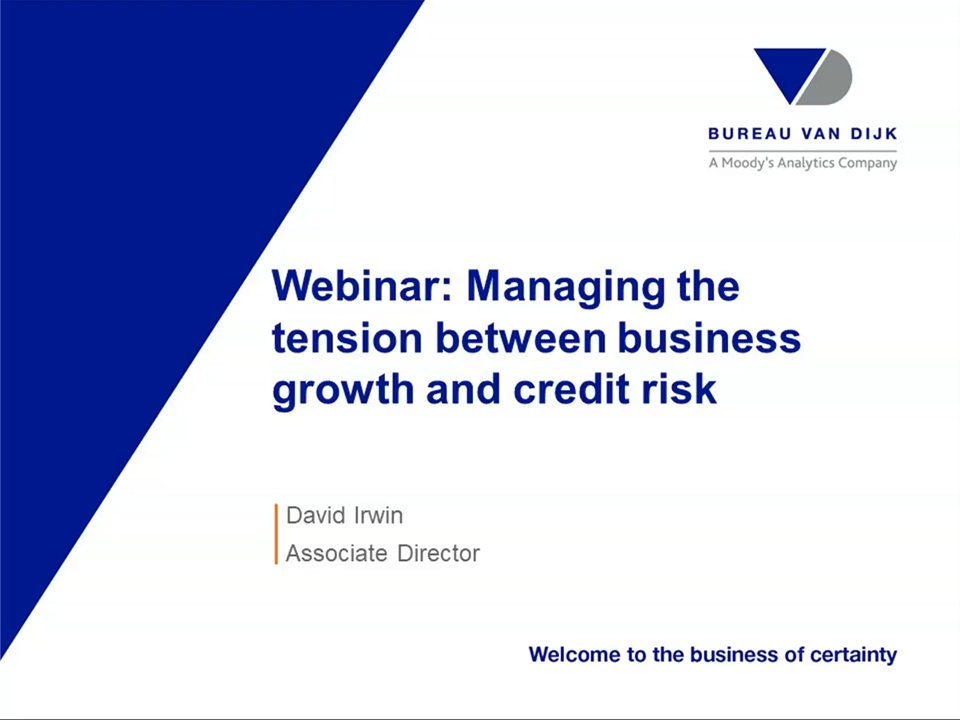 BUREAU VAN DIJK
A Moody's Analytics Company
Webinar: Managing the
tension between business
growth and credit risk
David Irwin
Associate Director
Welcome to the business of certainty